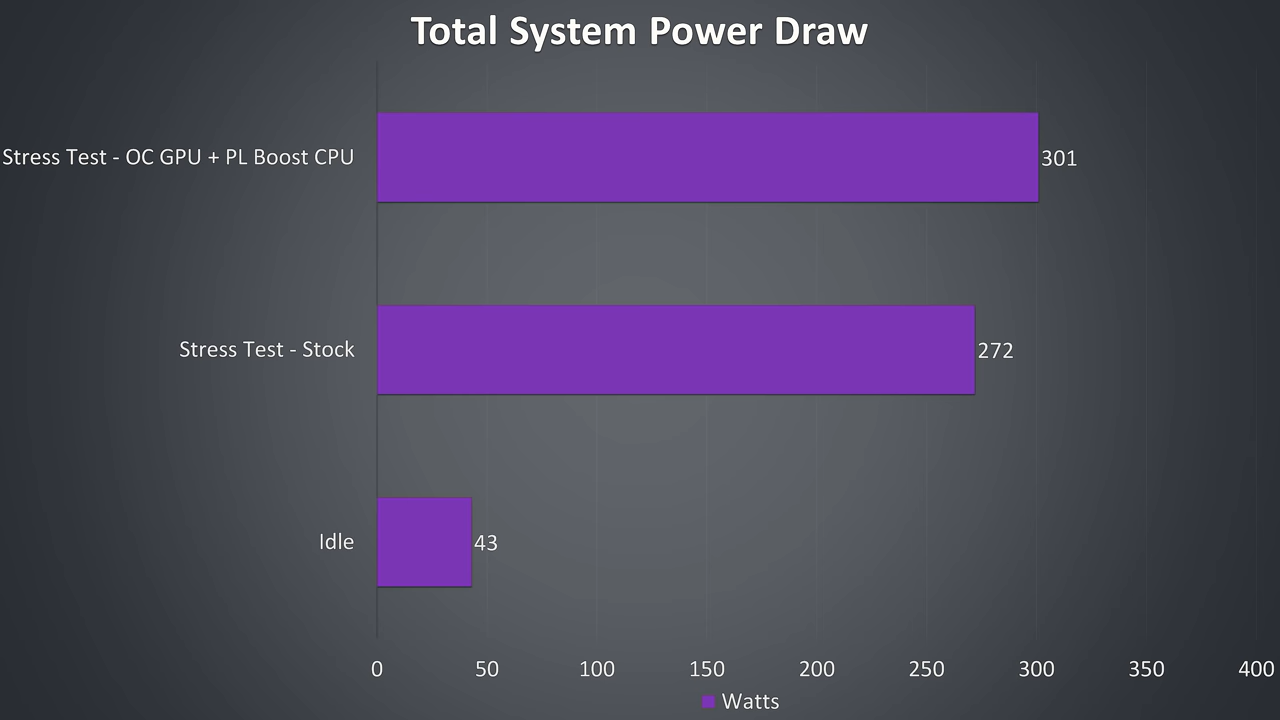 Total System Power Draw
Stress Test - OC GPU + PL Boost CPU
301
Stress Test - Stock
272
Idle
43
0 50 100 150 200 250 300 350 400
Watts